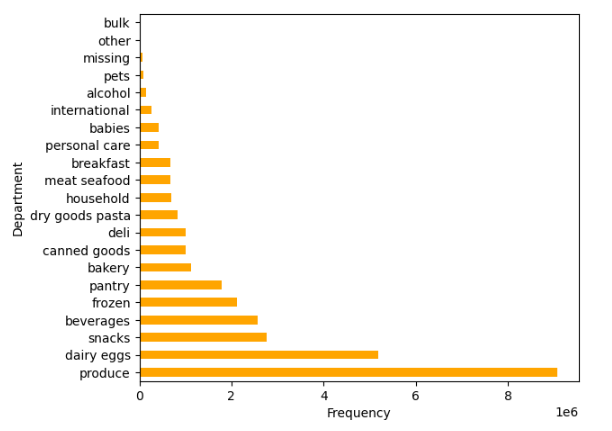 bulk
other
missing
pets
alcohol
international
babies
personal care
breakfast
meat seafood
household
dry goods pasta
deli
canned goods
bakery
pantry
frozen
beverages
snacks
dairy eggs
produce
Department
0 2 4 6 8
1e6
Frequency